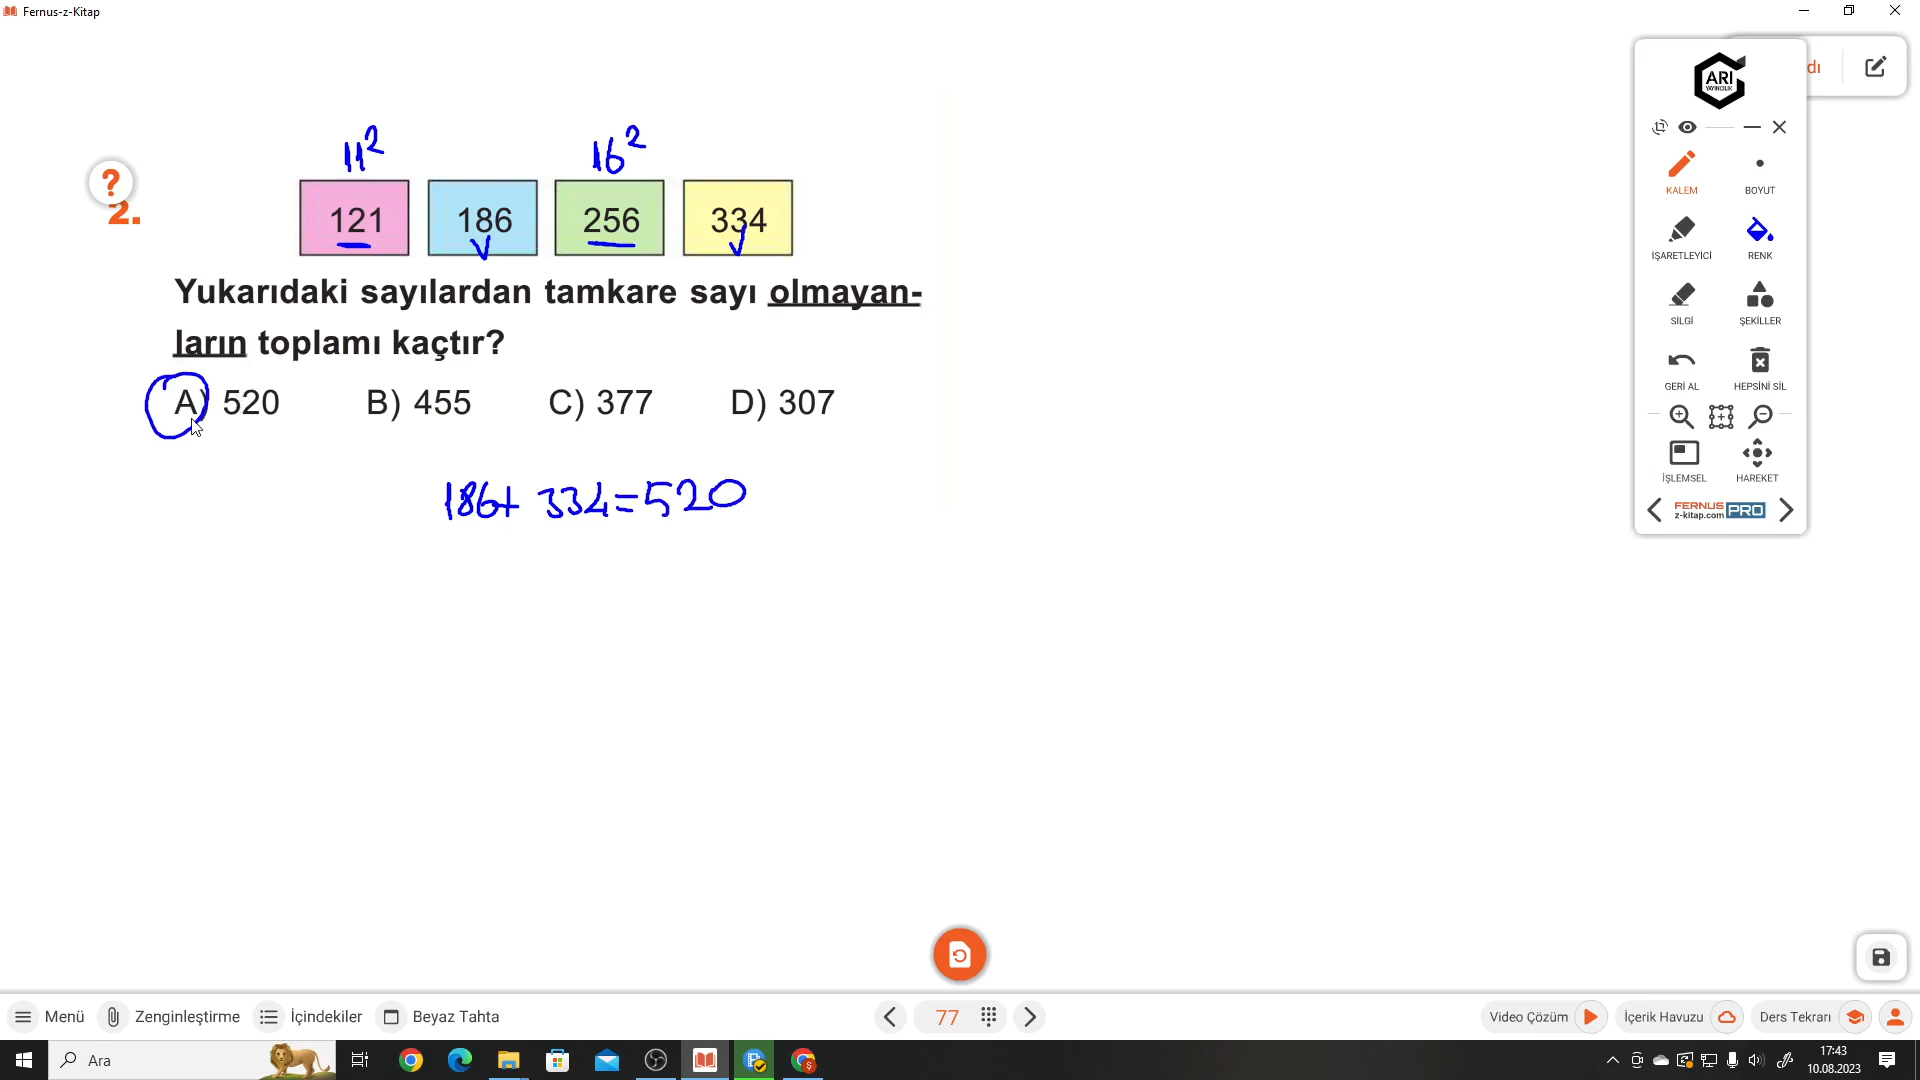 Fernus-z-Kitap
dı
ARI
YAYINCILIK
11²
16²
?
2.
121
186
256
334
Yukarıdaki sayılardan tamkare sayı olmayan-
ların toplamı kaçtır?
A) 520
B) 455
C) 377
D) 307
186+ 334=520
KALEM
BOYUT
İŞARETLEYİCİ
RENK
SİLGİ
ŞEKİLLER
GERİ AL
HEPSİNİ SİL
İŞLEMSEL
HAREKET
FERNUS
z-kitap.com
PRO
Menü
Zenginleştirme
İçindekiler
Beyaz Tahta
77
Video Çözüm
İçerik Havuzu
Ders Tekrarı
Ara
17:43
10.08.2023